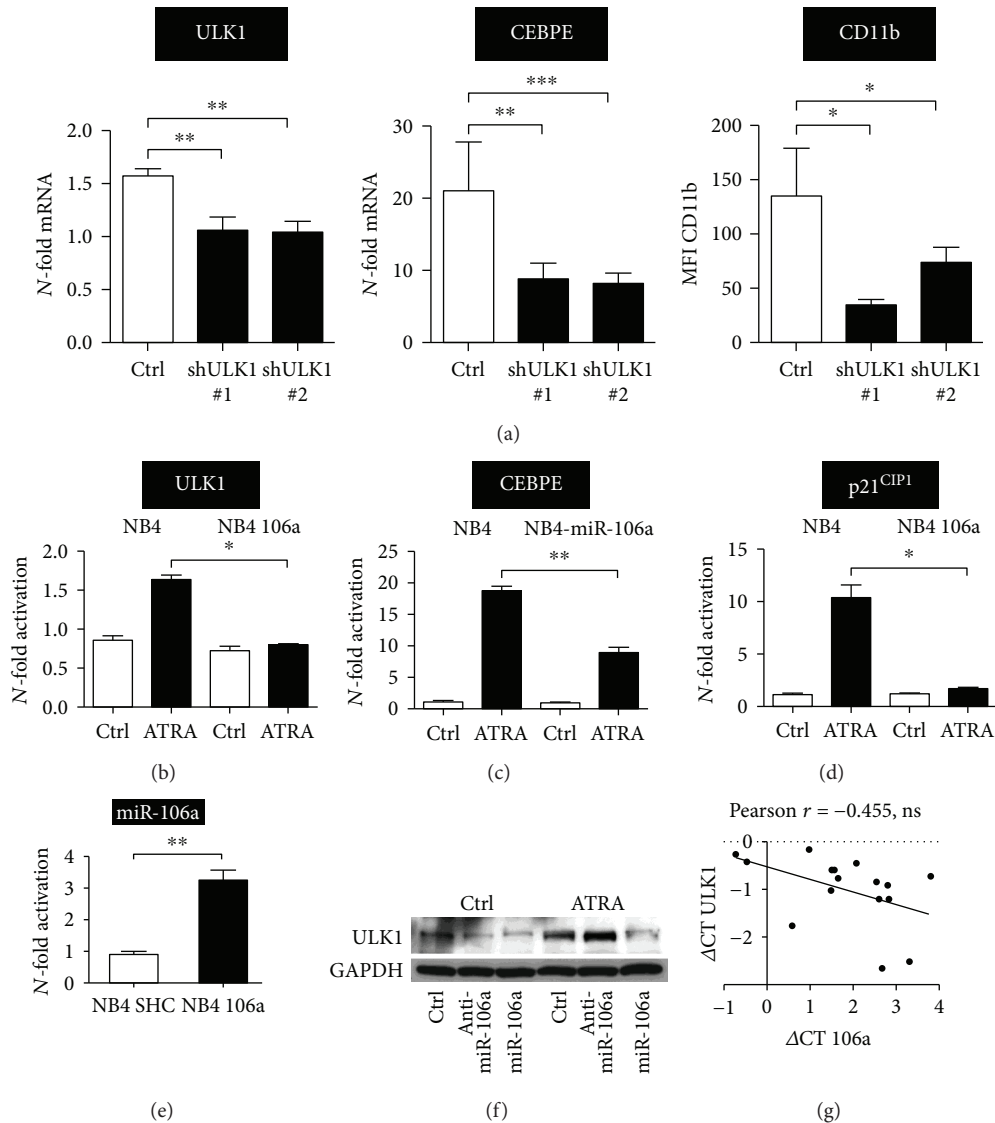 ULK1
CEBPE
CD11b
**
**
***
**
*
*
2.0
1.5
1.0
0.5
0.0
N-fold mRNA
30
20
10
0
N-fold mRNA
200
150
100
50
0
MFI CD11b
Ctrl shULK1 #1 shULK1 #2
Ctrl shULK1 #1 shULK1 #2
Ctrl shULK1 #1 shULK1 #2
(a)
ULK1
NB4 NB4 106a
*
2.0
1.5
1.0
0.5
0.0
N-fold activation
Ctrl ATRA Ctrl ATRA
(b)
CEBPE
NB4 NB4-miR-106a
**
25
20
15
10
5
0
N-fold activation
Ctrl ATRA Ctrl ATRA
(c)
p21CIP1
NB4 NB4 106a
*
15
10
5
0
N-fold activation
Ctrl ATRA Ctrl ATRA
(d)
miR-106a
**
4
3
2
1
0
N-fold activation
NB4 SHC NB4 106a
(e)
Ctrl ATRA
ULK1
GAPDH
Ctrl
Anti-
miR-106a
miR-106a
Ctrl
Anti-
miR-106a
miR-106a
(f)
Pearson r = −0.455, ns
0
−1
−2
ΔCT ULK1
−1 0 1 2 3 4
ΔCT 106a
(g)